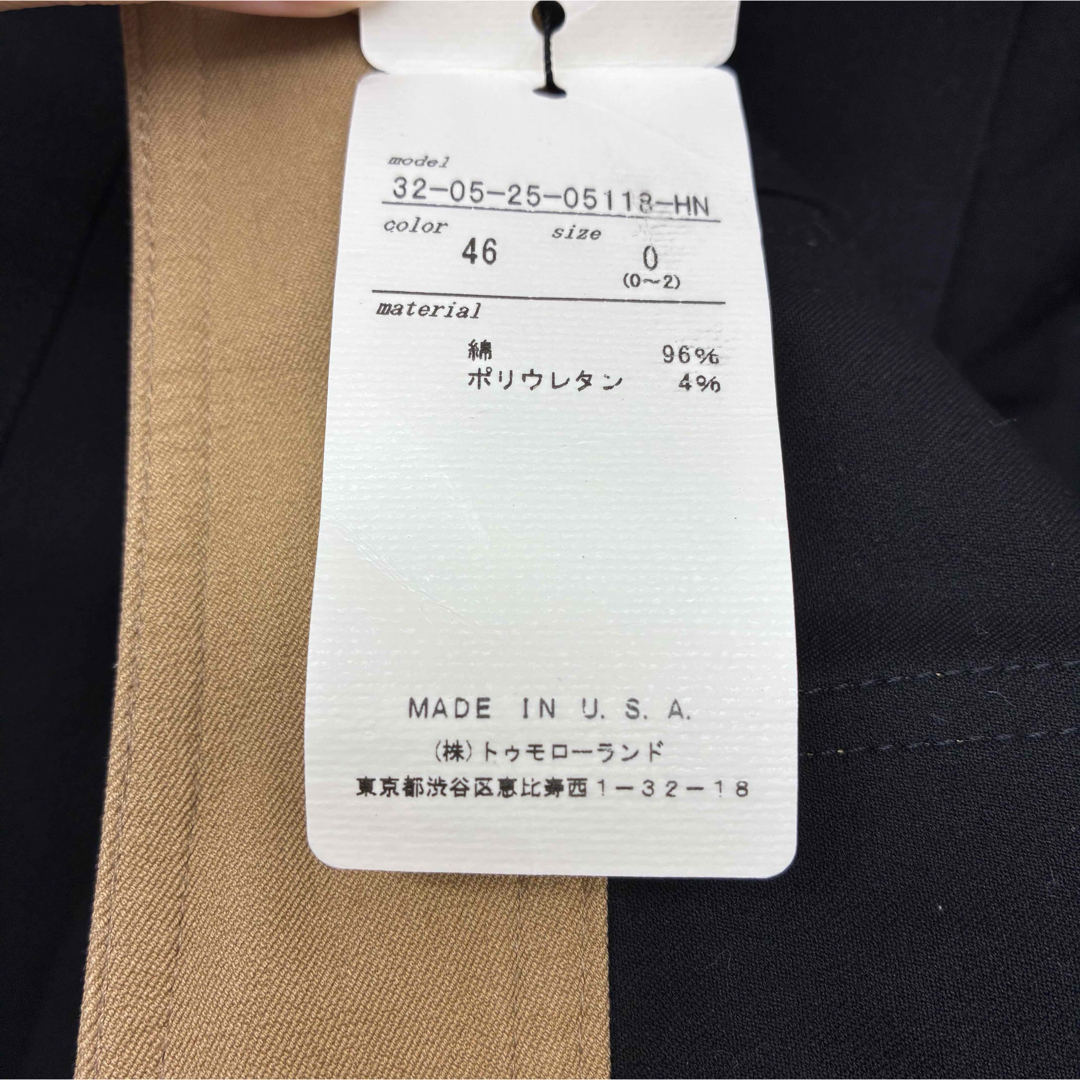 model
32-05-25-05118-HN
color 46 size 0
(0~2)
material
綿 96%
ポリウレタン 4%
MADE IN U. S. A.
(株)トゥモローランド
東京都渋谷区恵比寿西1-32-18